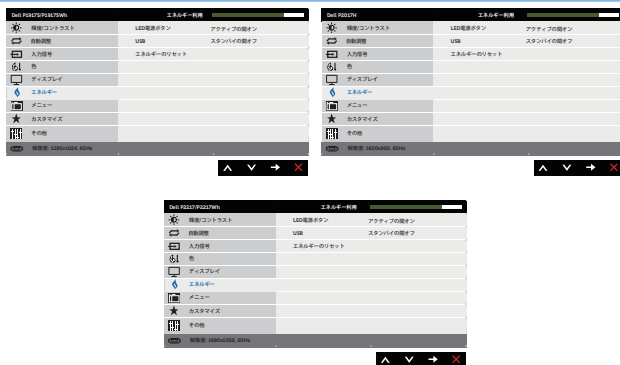 Dell P1917S/P1917SWh エネルギー利用
輝度/コントラスト LED電源ボタン アクティブの間オン
自動調整 USB スタンバイの間オフ
入力信号 エネルギーのリセット
色
ディスプレイ
エネルギー
メニュー
カスタマイズ
その他
解像度: 1280x1024, 60Hz
Dell P2017H エネルギー利用
輝度/コントラスト LED電源ボタン アクティブの間オン
自動調整 USB スタンバイの間オフ
入力信号 エネルギーのリセット
色
ディスプレイ
エネルギー
メニュー
カスタマイズ
その他
解像度: 1600x900, 60Hz
Dell P2217/P2217Wh エネルギー利用
輝度/コントラスト LED電源ボタン アクティブの間オン
自動調整 USB スタンバイの間オフ
入力信号 エネルギーのリセット
色
ディスプレイ
エネルギー
メニュー
カスタマイズ
その他
解像度: 1680x1050, 60Hz